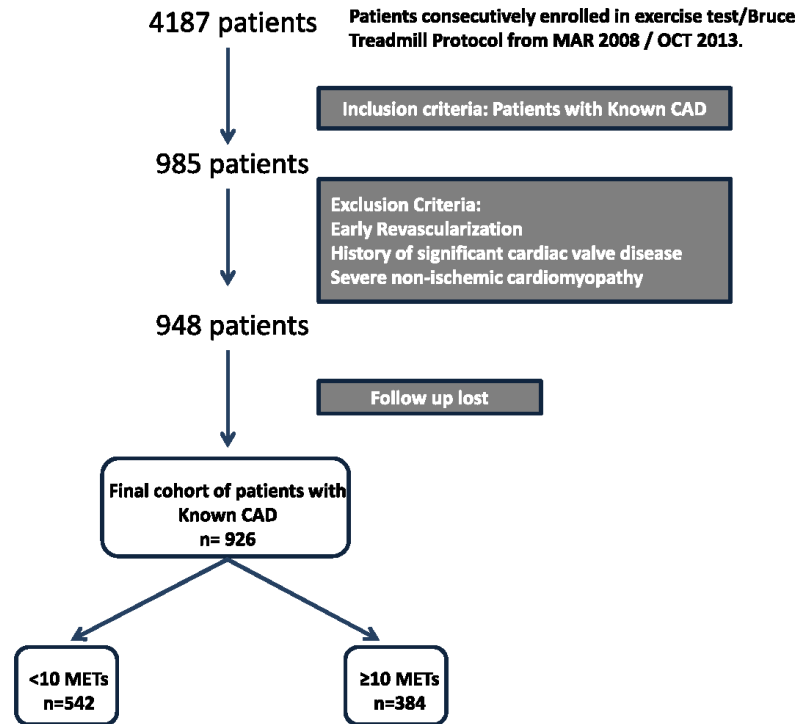 4187 patients
Patients consecutively enrolled in exercise test/Bruce
Treadmill Protocol from MAR 2008 / OCT 2013.
Inclusion criteria: Patients with Known CAD
985 patients
Exclusion Criteria:
Early Revascularization
History of significant cardiac valve disease
Severe non-ischemic cardiomyopathy
948 patients
Follow up lost
Final cohort of patients with
Known CAD
n= 926
<10 METs
n=542
≥10 METs
n=384